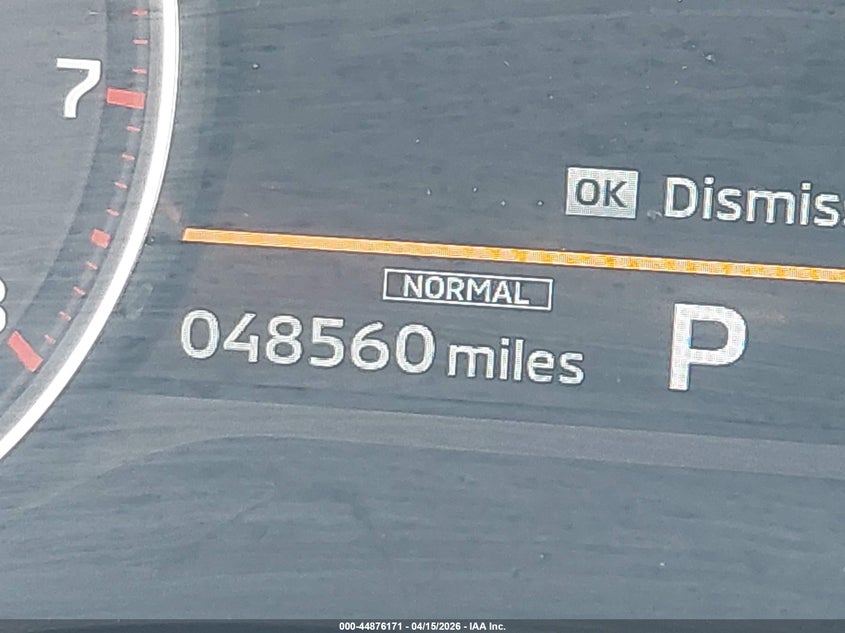 7
OK Dismis
NORMAL
048560 miles P
000-44876171 - 04/15/2026 - IAA Inc.